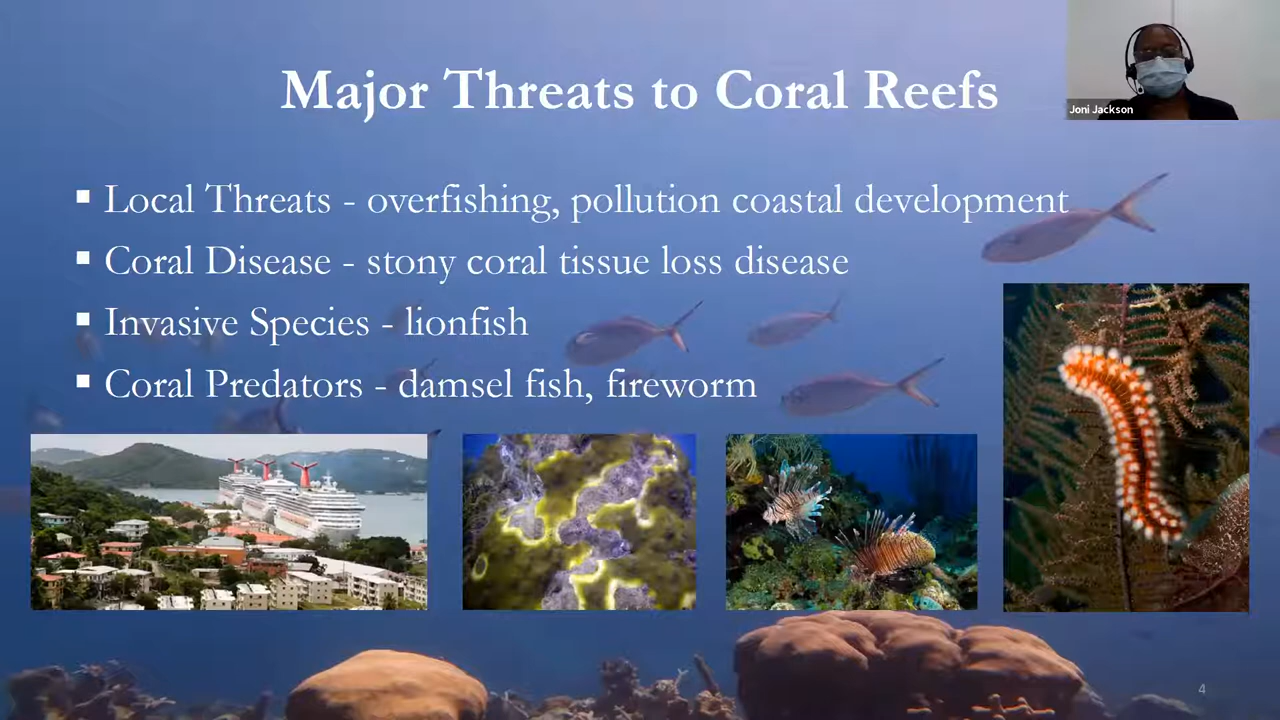 Major Threats to Coral Reefs
Joni Jackson
▪ Local Threats - overfishing, pollution coastal development
▪ Coral Disease - stony coral tissue loss disease
▪ Invasive Species - lionfish
▪ Coral Predators - damsel fish, fireworm
4